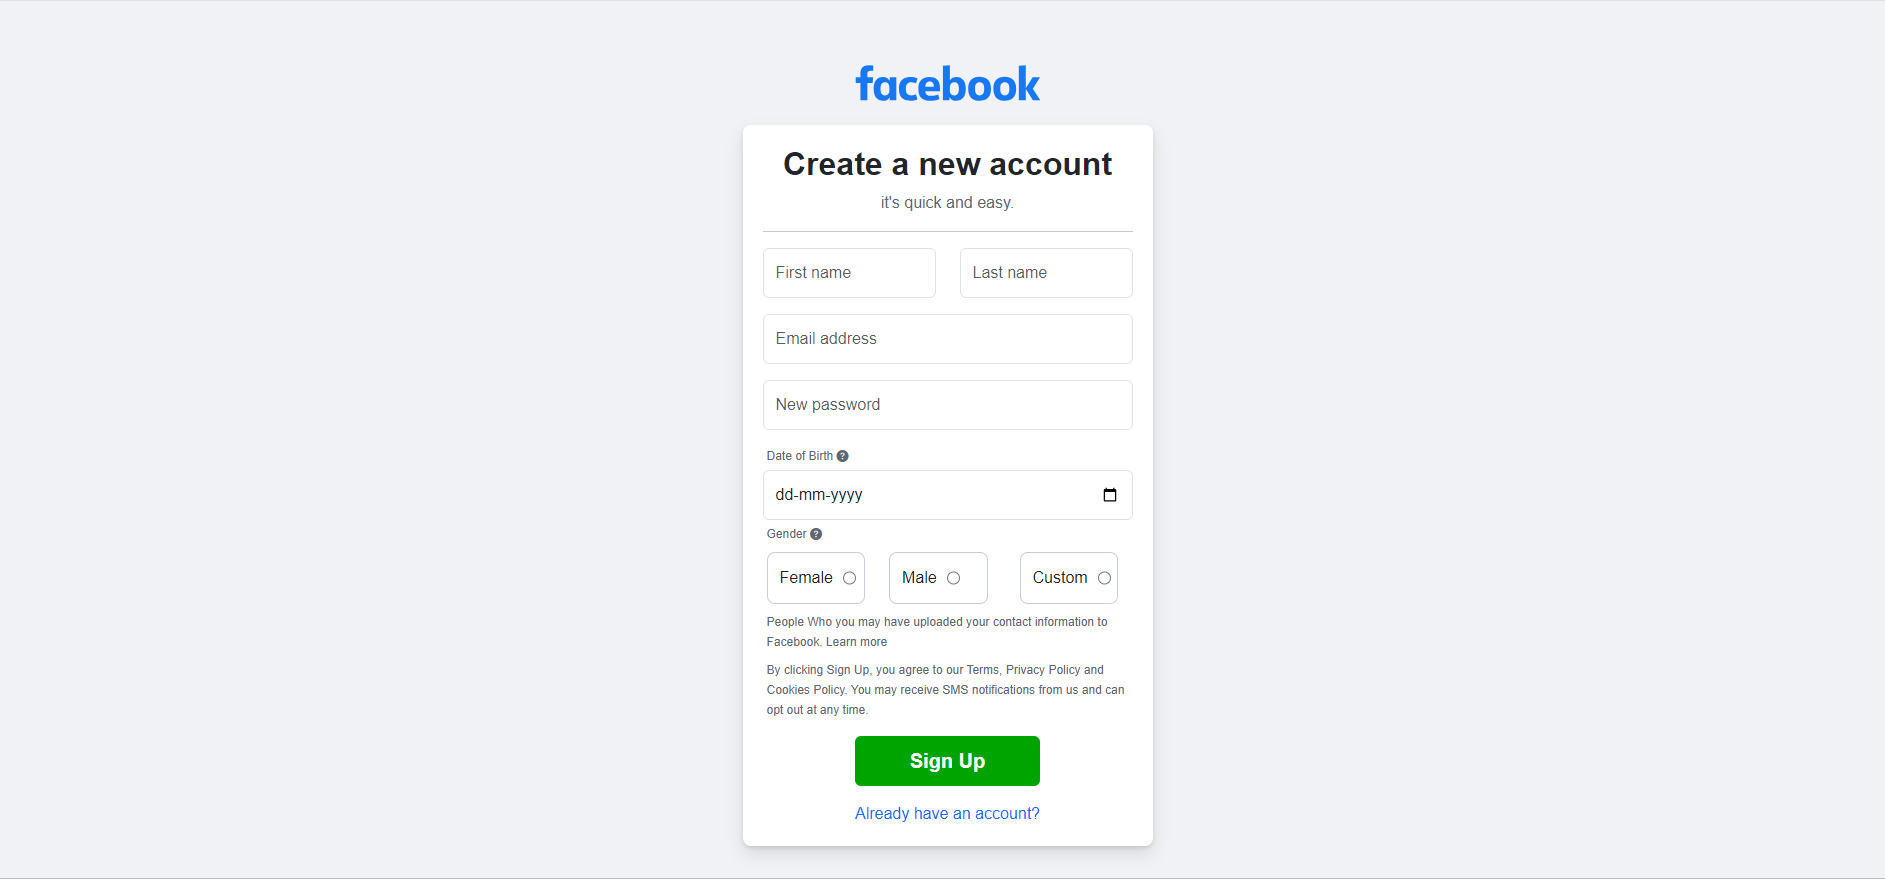 facebook
Create a new account
it's quick and easy.
First name
Last name
Email address
New password
Date of Birth ?
dd-mm-yyyy
Gender ?
Female
Male
Custom
People Who you may have uploaded your contact information to
Facebook. Learn more
By clicking Sign Up, you agree to our Terms, Privacy Policy and
Cookies Policy. You may receive SMS notifications from us and can
opt out at any time.
Sign Up
Already have an account?